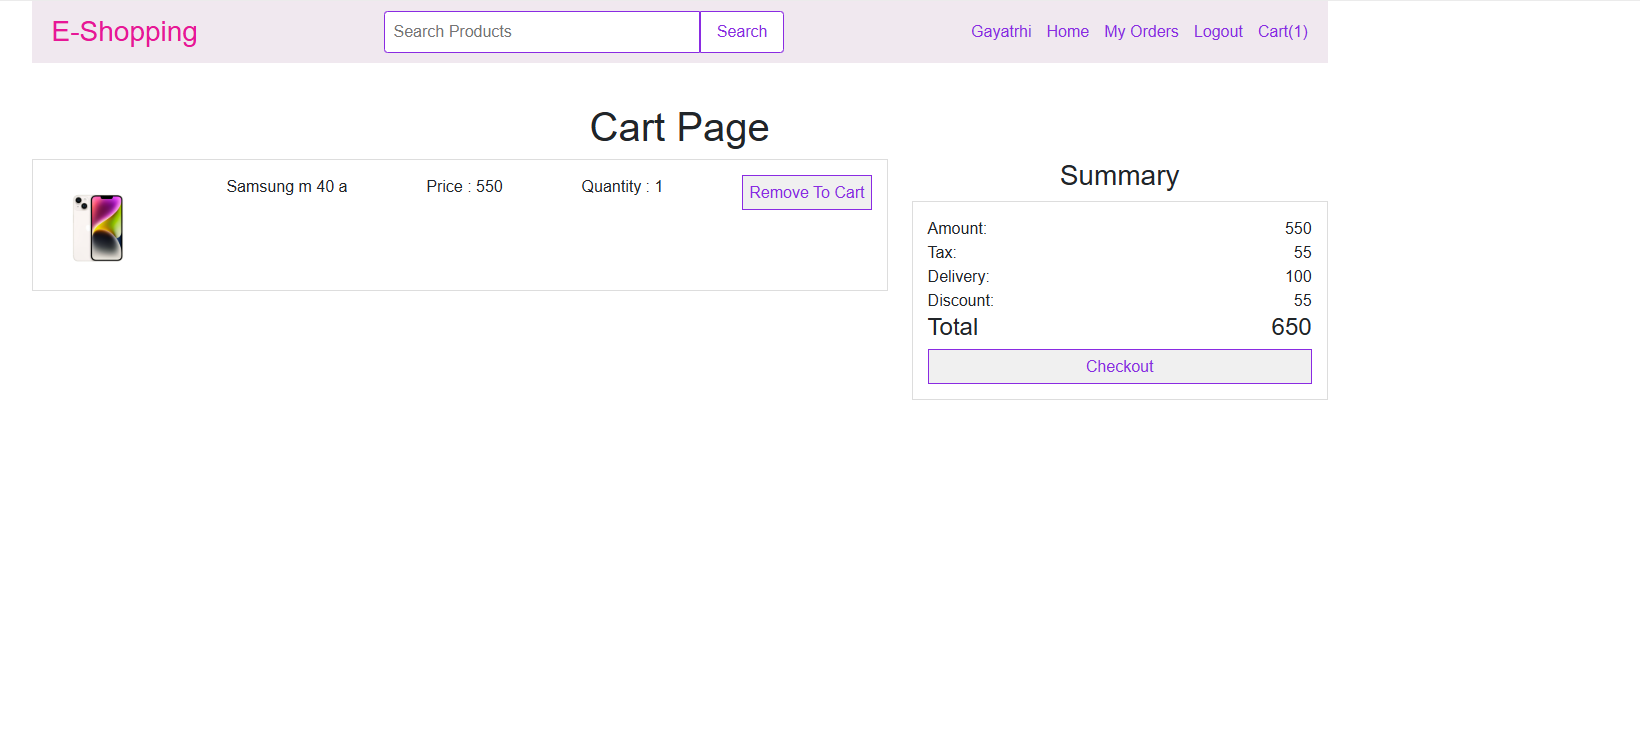 E-Shopping
Search Products Search
Gayatrhi Home My Orders Logout Cart(1)
Cart Page
Samsung m 40 a Price : 550 Quantity : 1 Remove To Cart
Summary
Amount: 550
Tax: 55
Delivery: 100
Discount: 55
Total 650
Checkout